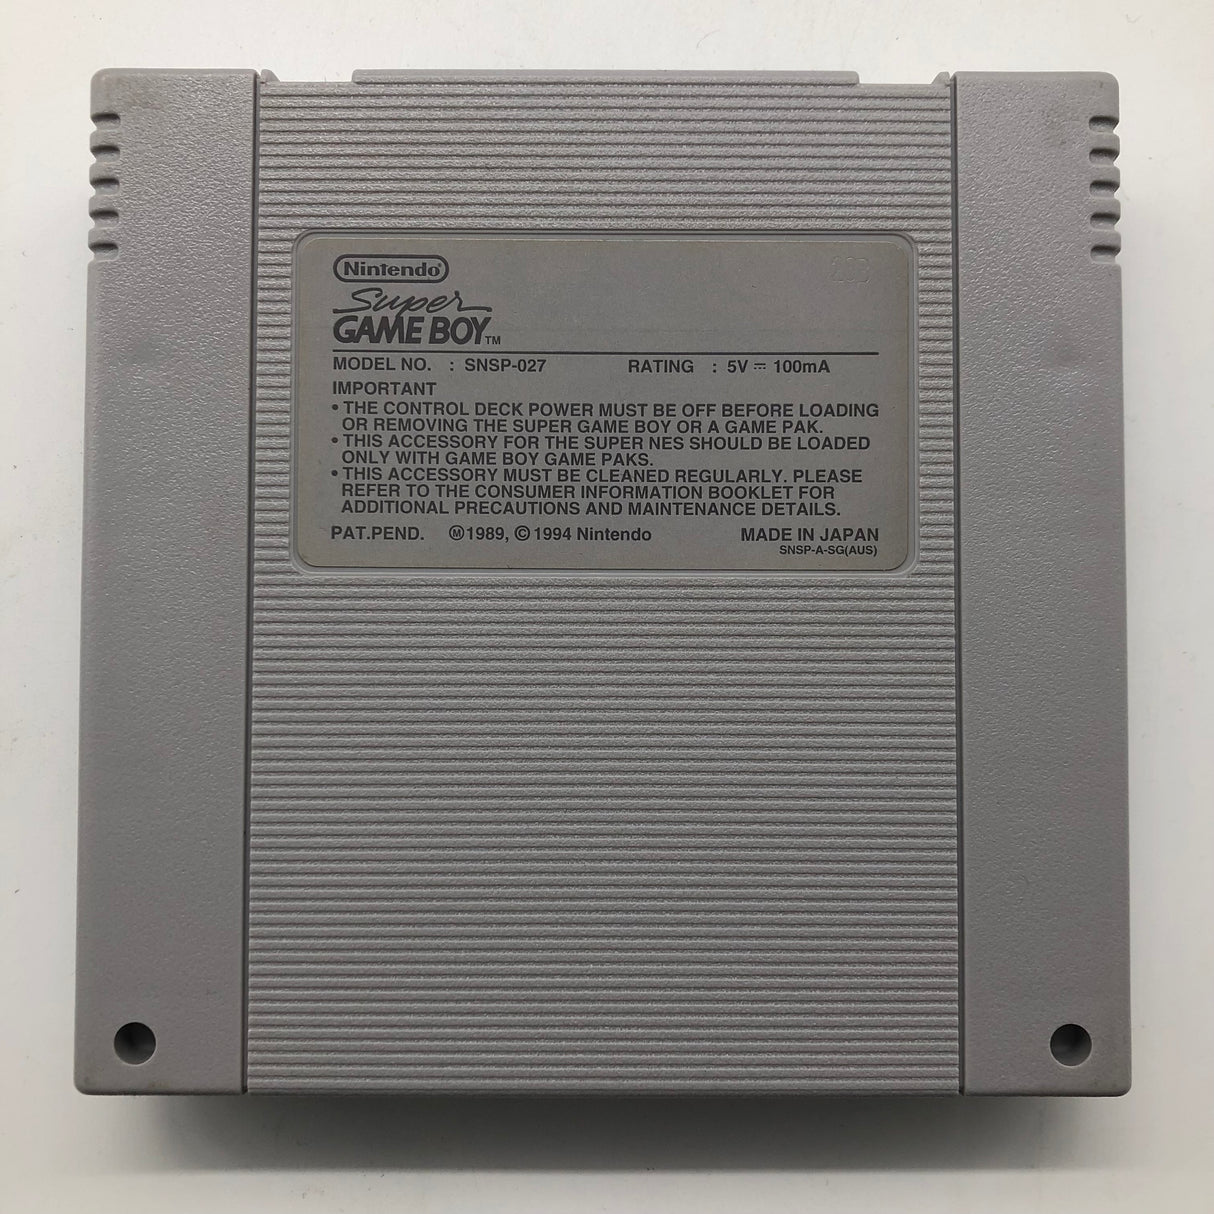 Nintendo®
Super
GAME BOY™
MODEL NO. : SNSP-027 RATING : 5V ⎓ 100mA
IMPORTANT
• THE CONTROL DECK POWER MUST BE OFF BEFORE LOADING
OR REMOVING THE SUPER GAME BOY OR A GAME PAK.
• THIS ACCESSORY FOR THE SUPER NES SHOULD BE LOADED
ONLY WITH GAME BOY GAME PAKS.
• THIS ACCESSORY MUST BE CLEANED REGULARLY. PLEASE
REFER TO THE CONSUMER INFORMATION BOOKLET FOR
ADDITIONAL PRECAUTIONS AND MAINTENANCE DETAILS.
PAT.PEND. Ⓜ1989, ©1994 Nintendo MADE IN JAPAN
SNSP-A-SG(AUS)